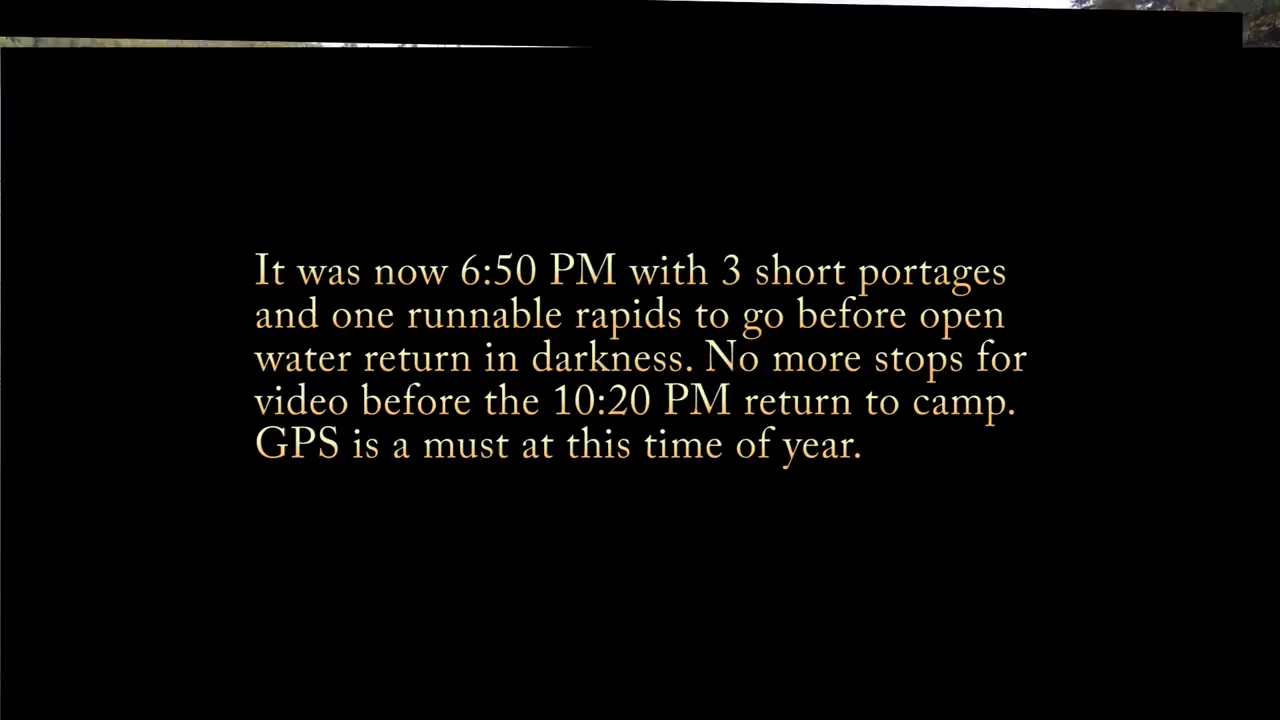 It was now 6:50 PM with 3 short portages
and one runnable rapids to go before open
water return in darkness. No more stops for
video before the 10:20 PM return to camp.
GPS is a must at this time of year.